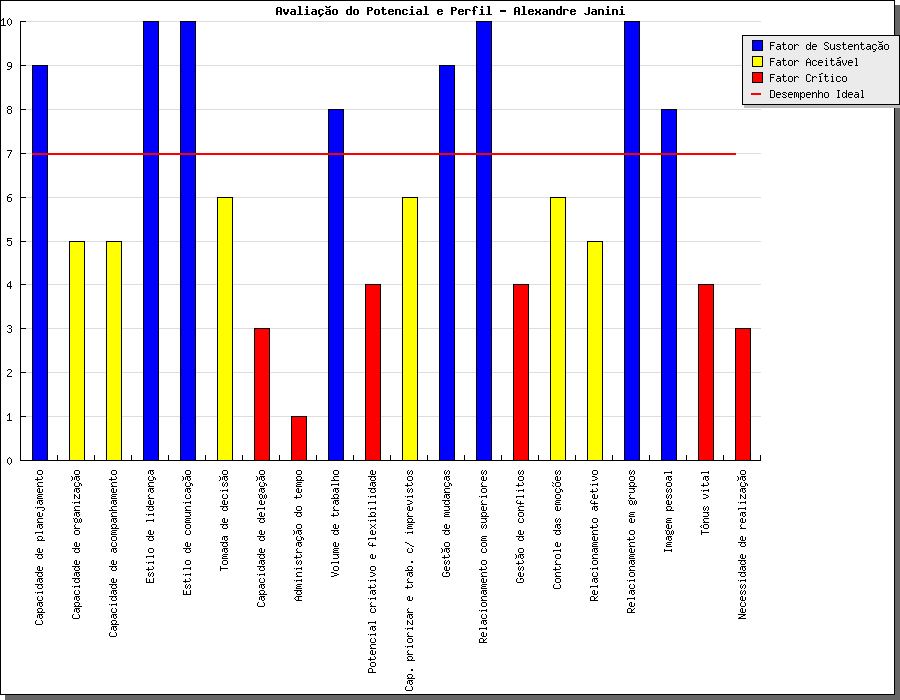 Avaliação do Potencial e Perfil - Alexandre Janini
Fator de Sustentação
Fator Aceitável
Fator Crítico
Desempenho Ideal
10
9
8
7
6
5
4
3
2
1
0
Capacidade de planejamento
Capacidade de organização
Capacidade de acompanhamento
Estilo de liderança
Estilo de comunicação
Tomada de decisão
Capacidade de delegação
Administração do tempo
Volume de trabalho
Potencial criativo e flexibilidade
Cap. priorizar e trab. c/ imprevistos
Gestão de mudanças
Relacionamento com superiores
Gestão de conflitos
Controle das emoções
Relacionamento afetivo
Relacionamento em grupos
Imagem pessoal
Tônus vital
Necessidade de realização